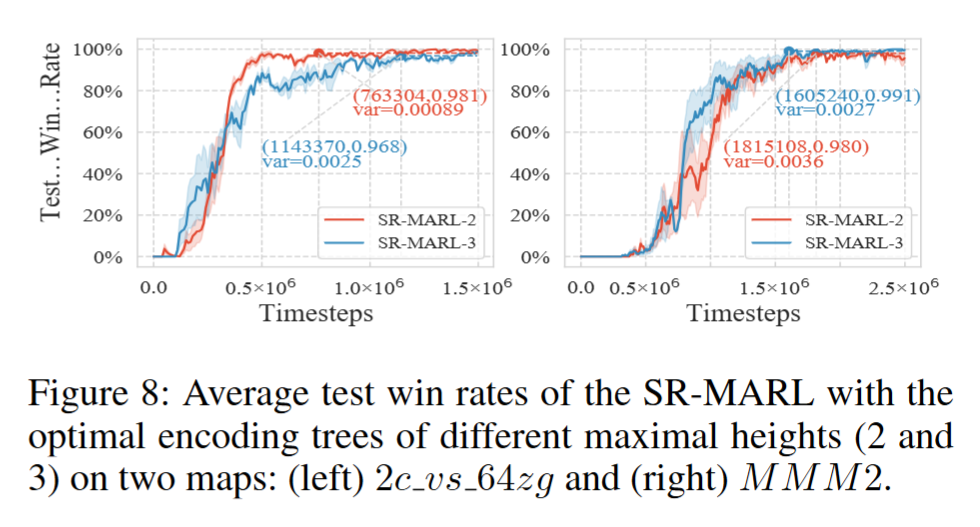 Test...Win...Rate
100%
80%
60%
40%
20%
0%
(763304,0.981)
var=0.00089
(1143370,0.968)
var=0.0025
SR-MARL-2
SR-MARL-3
0.0 0.5×10⁶ 1.0×10⁶ 1.5×10⁶
Timesteps
100%
80%
60%
40%
20%
0%
(1605240,0.991)
var=0.0027
(1815108,0.980)
var=0.0036
SR-MARL-2
SR-MARL-3
0.0 0.5×10⁶ 1.5×10⁶ 2.5×10⁶
Timesteps
Figure 8: Average test win rates of the SR-MARL with the
optimal encoding trees of different maximal heights (2 and
3) on two maps: (left) 2c_vs_64zg and (right) MMM2.